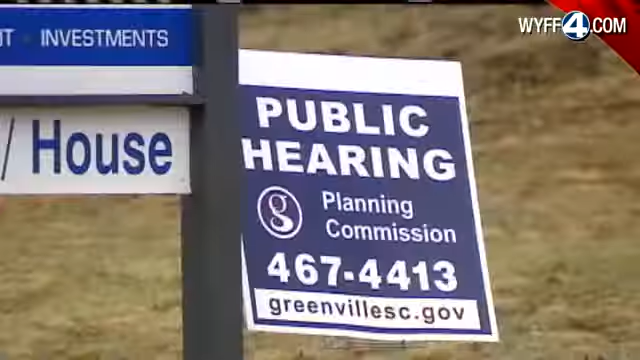 WYFF4.COM
INVESTMENTS
/ House
PUBLIC
HEARING
g
Planning
Commission
467-4413
greenvillesc.gov